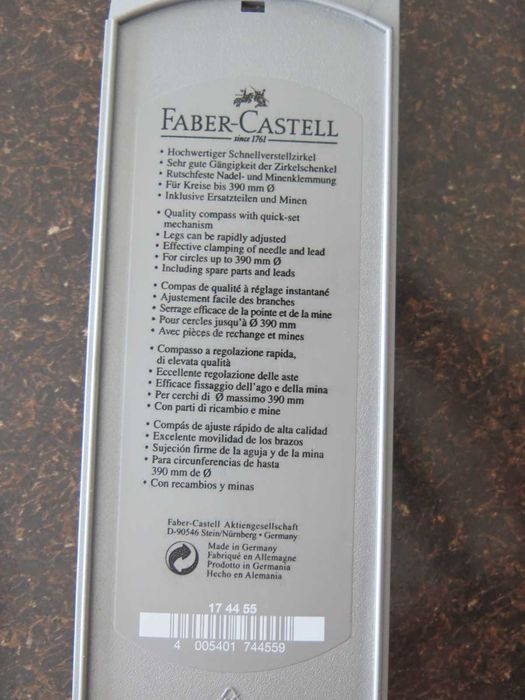 FABER-CASTELL
since 1761
• Hochwertiger Schnellverstellzirkel
• Sehr gute Gängigkeit der Zirkelschenkel
• Rutschfeste Nadel- und Minenklemmung
• Für Kreise bis 390 mm Ø
• Inklusive Ersatzteilen und Minen
• Quality compass with quick-set
mechanism
• Legs can be rapidly adjusted
• Effective clamping of needle and lead
• For circles up to 390 mm Ø
• Including spare parts and leads
• Compas de qualité à réglage instantané
• Ajustement facile des branches
• Serrage efficace de la pointe et de la mine
• Pour cercles jusqu'à Ø 390 mm
• Avec pièces de rechange et mines
• Compasso a regolazione rapida,
di elevata qualità
• Eccellente regolazione delle aste
• Efficace fissaggio dell'ago e della mina
• Per cerchi di Ø massimo 390 mm
• Con parti di ricambio e mine
• Compás de ajuste rápido de alta calidad
• Excelente movilidad de los brazos
• Sujeción firme de la aguja y de la mina
• Para circunferencias de hasta
390 mm de Ø
• Con recambios y minas
Faber-Castell Aktiengesellschaft
D-90546 Stein/Nürnberg • Germany
Made in Germany
Fabriqué en Allemagne
Prodotto in Germania
Hecho en Alemania
17 44 55
4 005401 744559